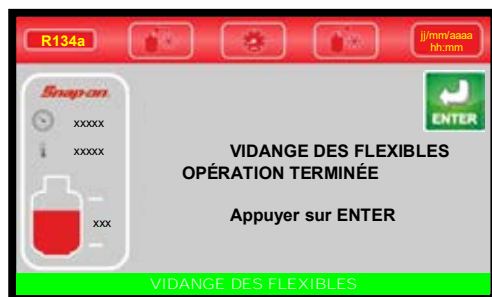 R134a
jj/mm/aaaa
hh:mm
Snap-on
xxxxx
xxxxx
xxx
ENTER
VIDANGE DES FLEXIBLES
OPÉRATION TERMINÉE
Appuyer sur ENTER
VIDANGE DES FLEXIBLES